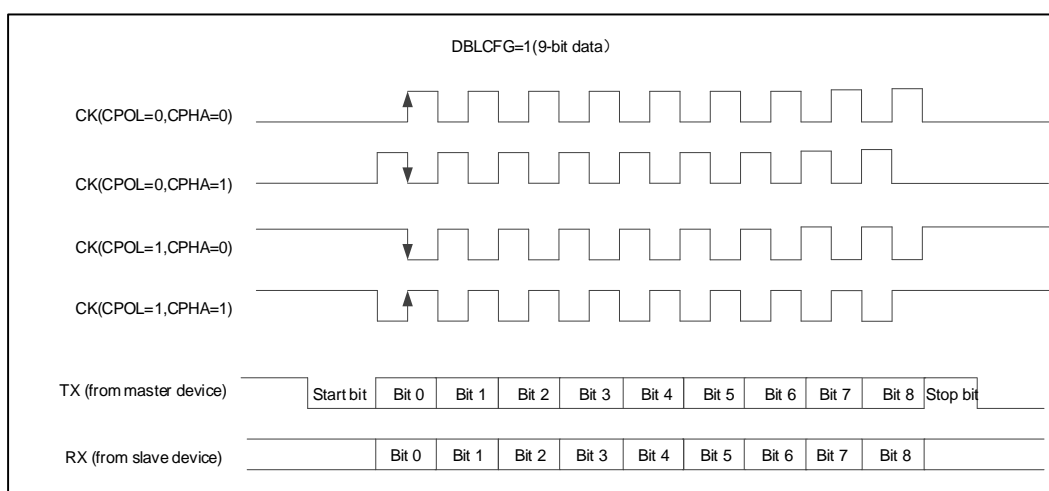 DBLCFG=1(9-bit data）
CK(CPOL=0,CPHA=0)
CK(CPOL=0,CPHA=1)
CK(CPOL=1,CPHA=0)
CK(CPOL=1,CPHA=1)
TX (from master device) Start bit Bit 0 Bit 1 Bit 2 Bit 3 Bit 4 Bit 5 Bit 6 Bit 7 Bit 8 Stop bit
RX (from slave device) Bit 0 Bit 1 Bit 2 Bit 3 Bit 4 Bit 5 Bit 6 Bit 7 Bit 8